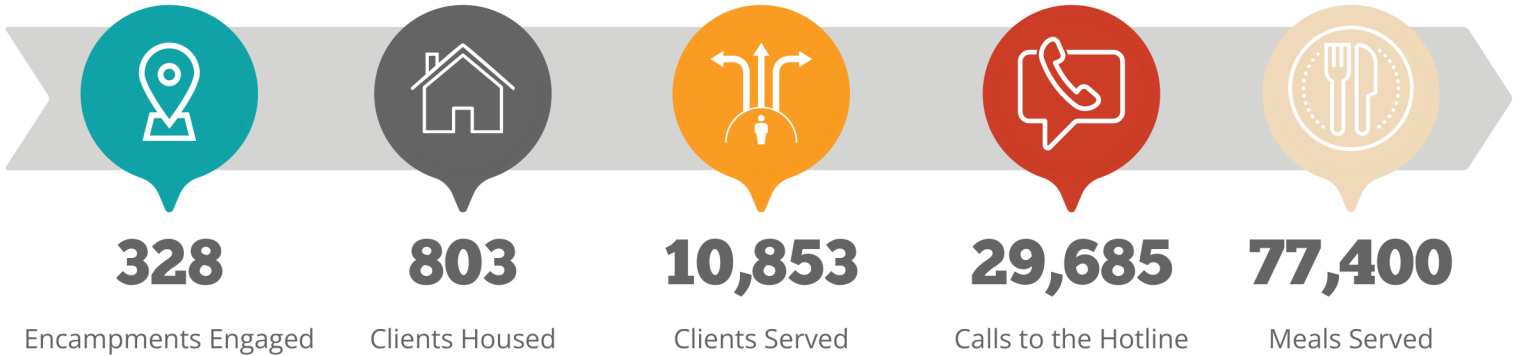 328
Encampments Engaged
803
Clients Housed
10,853
Clients Served
29,685
Calls to the Hotline
77,400
Meals Served